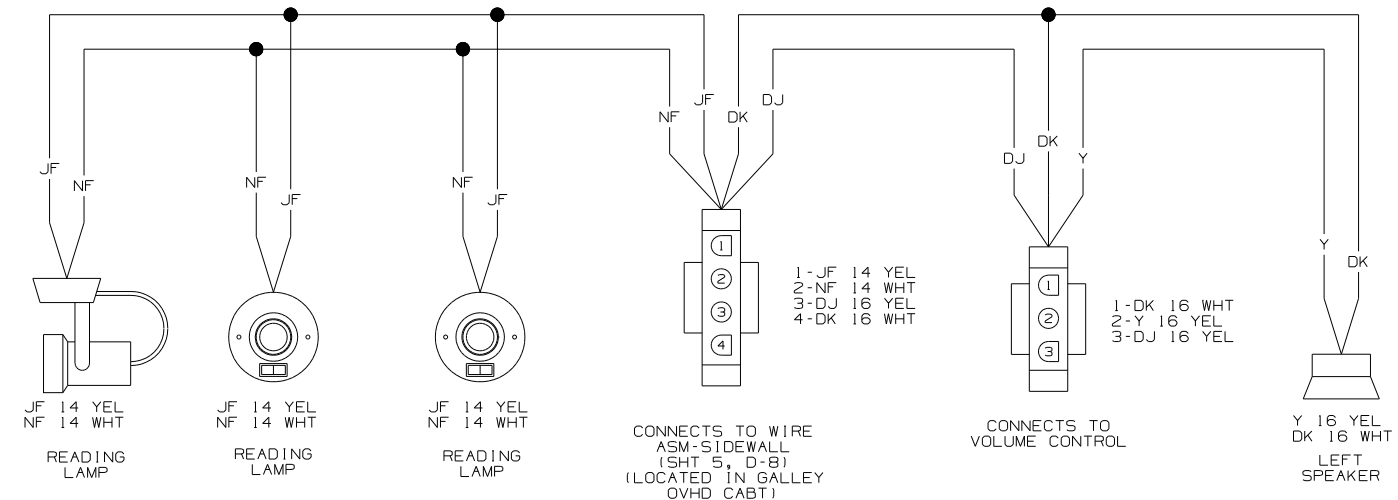 JF
NF
NF
JF
NF
JF
NF
JF
DK
DJ
DJ
DK
Y
Y
DK
1
2
3
4
1-JF 14 YEL
2-NF 14 WHT
3-DJ 16 YEL
4-DK 16 WHT
1
2
3
1-DK 16 WHT
2-Y 16 YEL
3-DJ 16 YEL
JF 14 YEL
NF 14 WHT
READING
LAMP
JF 14 YEL
NF 14 WHT
READING
LAMP
JF 14 YEL
NF 14 WHT
READING
LAMP
CONNECTS TO WIRE
ASM-SIDEWALL
(SHT 5, D-8)
(LOCATED IN GALLEY
OVHD CABT)
CONNECTS TO
VOLUME CONTROL
Y 16 YEL
DK 16 WHT
LEFT
SPEAKER